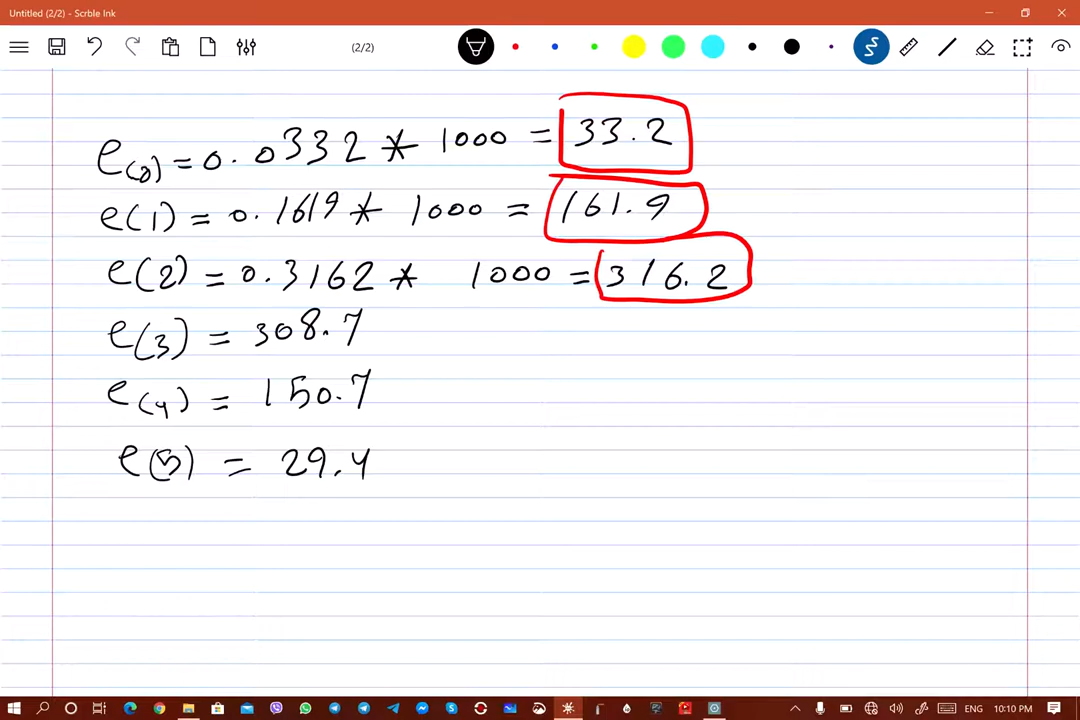 Untitled (2/2) - Scrble Ink
(2/2)
e(0) = 0.0332 * 1000 = 33.2
e(1) = 0.1619 * 1000 = 161.9
e(2) = 0.3162 * 1000 = 316.2
e(3) = 308.7
e(4) = 150.7
e(5) = 29.4
ENG 10:10 PM